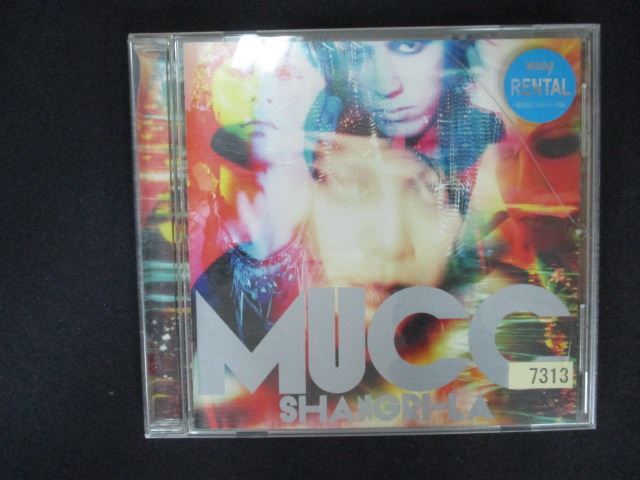 RENTAL
MUCC
7313
SHANGRI-LA